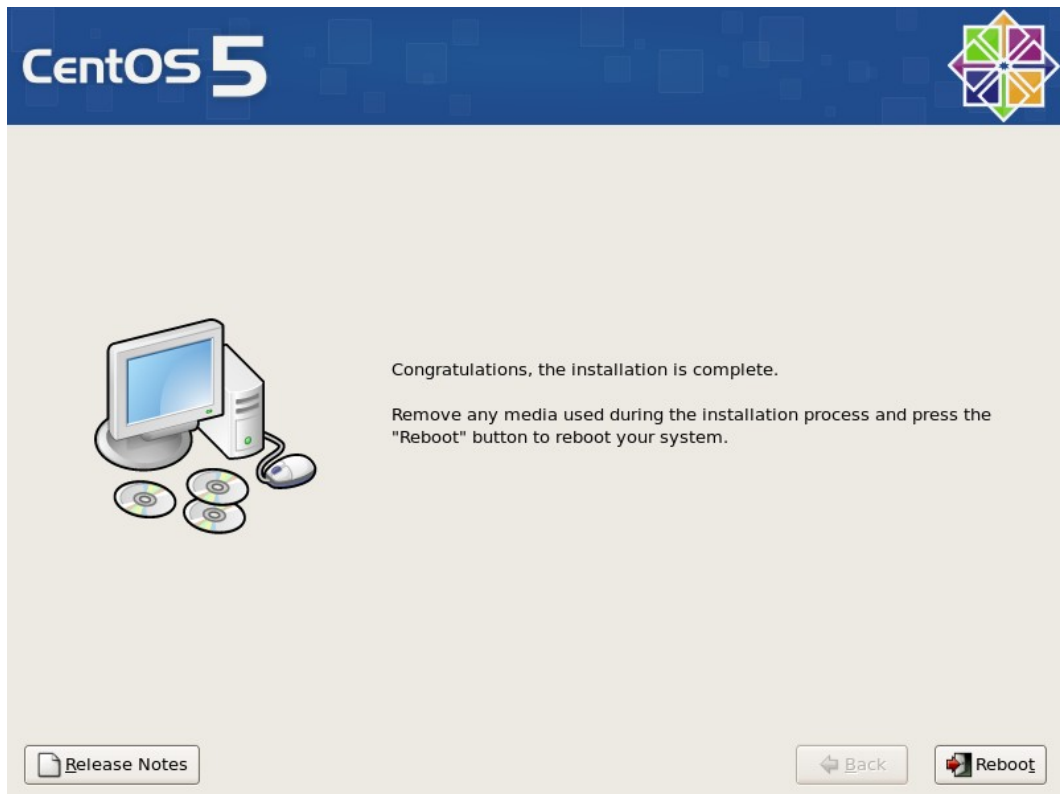 CentOS 5
Congratulations, the installation is complete.
Remove any media used during the installation process and press the
"Reboot" button to reboot your system.
Release Notes
Back
Reboot